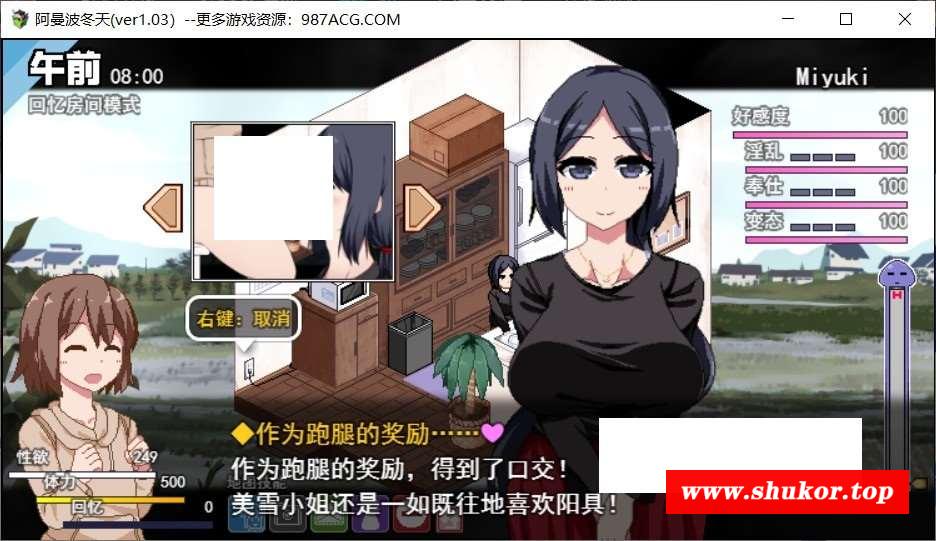 阿曼波冬天(ver1.03) --更多游戏资源：987ACG.COM
午前 08:00
回忆房间模式
Miyuki
好感度 100
淫乱 100
奉仕 100
变态 100
右键：取消
H
性欲 249
体力 500
回忆 0
地图技能
◆作为跑腿的奖励……
作为跑腿的奖励，得到了口交！
美雪小姐还是一如既往地喜欢阳具！
www.shukor.top